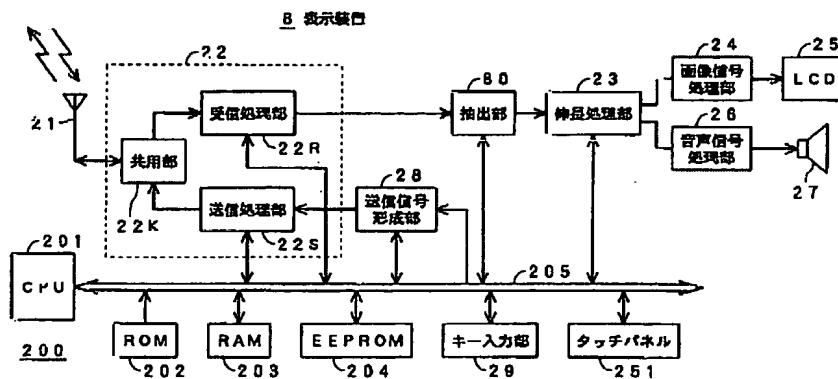 8 表示装置
22
24
25
21
受信処理部
80
23
画像信号
処理部
LCD
抽出部
伸長処理部
26
共用部
22R
28
音声信号
処理部
27
22K
送信処理部
送信信号
形成部
201
22S
CPU
205
200
ROM
RAM
EEPROM
キー入力部
タッチパネル
202
203
204
29
251